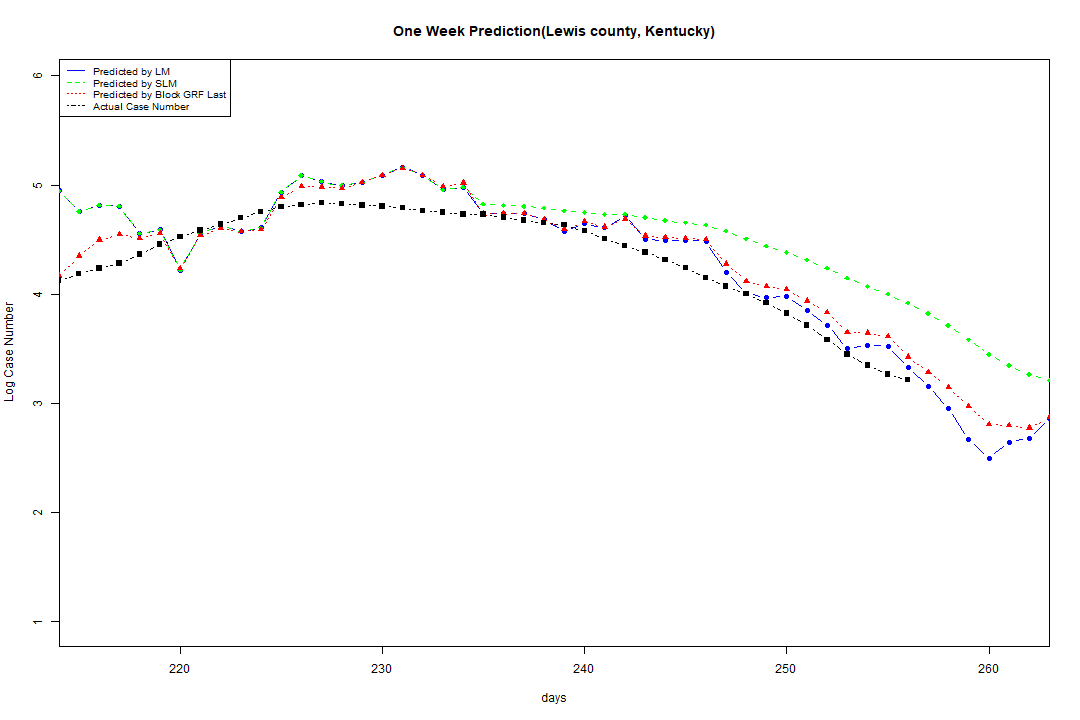 One Week Prediction(Lewis county, Kentucky)
Predicted by LM
Predicted by SLM
Predicted by Block GRF Last
Actual Case Number
6
5
4
3
2
1
Log Case Number
220 230 240 250 260
days